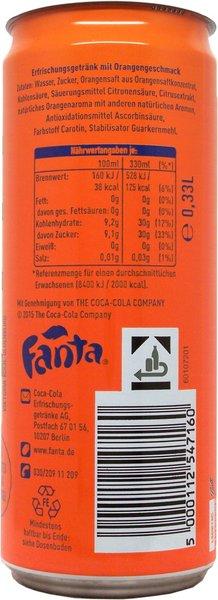 Erfrischungsgetränk mit Orangengeschmack
Zutaten: Wasser, Zucker, Orangensaft aus Orangensaftkonzentrat,
Kohlensäure, Säuerungsmittel Citronensäure, Citrusextrakt,
natürliches Orangenaroma mit anderen natürlichen Aromen,
Antioxidationsmittel Ascorbinsäure,
Farbstoff Carotin, Stabilisator Guarkernmehl.
Nährwertangaben je:
100ml 330ml (%*)
Brennwert: 160 kJ / 528 kJ /
38 kcal 125 kcal (6%)
Fett: 0g 0g (0%)
davon ges. Fettsäuren: 0g 0g (0%)
Kohlenhydrate: 9,2g 30g (12%)
davon Zucker: 9,1g 30g (33%)
Eiweiß: 0g 0g (0%)
Salz: 0,01g 0,03g (1%)
*Referenzmenge für einen durchschnittlichen
Erwachsenen (8400 kJ / 2000 kcal).
℮ 0,33L
Mit Genehmigung von THE COCA-COLA COMPANY
© 2015 The Coca-Cola Company
Fanta
60107201
Coca-Cola
Erfrischungs-
getränke AG,
Postfach 67 01 56,
10207 Berlin
www.fanta.de
030/209 11 209
FE
Mindestens
haltbar bis Ende:
siehe Dosenboden
5 000112 547160